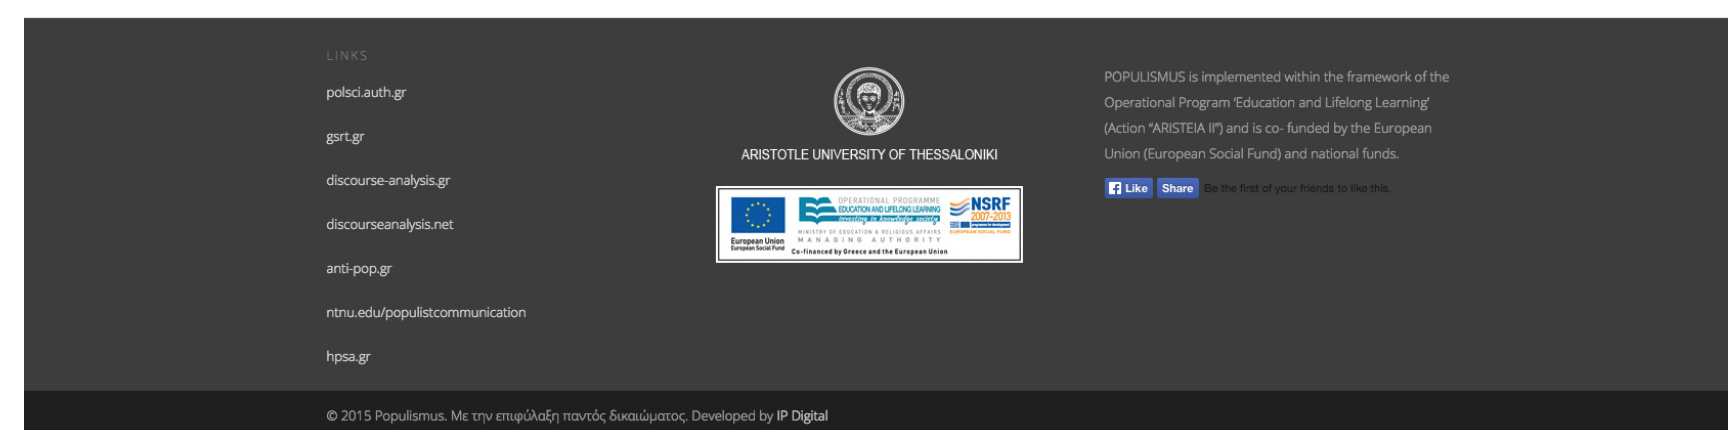 LINKS
polsci.auth.gr
gsrt.gr
discourse-analysis.gr
discourseanalysis.net
anti-pop.gr
ntnu.edu/populistcommunication
hpsa.gr
ARISTOTLE UNIVERSITY OF THESSALONIKI
European Union
European Social Fund
OPERATIONAL PROGRAMME
EDUCATION AND LIFELONG LEARNING
investing in knowledge society
MINISTRY OF EDUCATION & RELIGIOUS AFFAIRS
MANAGING AUTHORITY
Co-financed by Greece and the European Union
NSRF
2007-2013
programme for development
EUROPEAN SOCIAL FUND
POPULISMUS is implemented within the framework of the
Operational Program ‘Education and Lifelong Learning’
(Action “ARISTEIA II”) and is co- funded by the European
Union (European Social Fund) and national funds.
Like Share Be the first of your friends to like this.
© 2015 Populismus. Με την επιφύλαξη παντός δικαιώματος. Developed by IP Digital